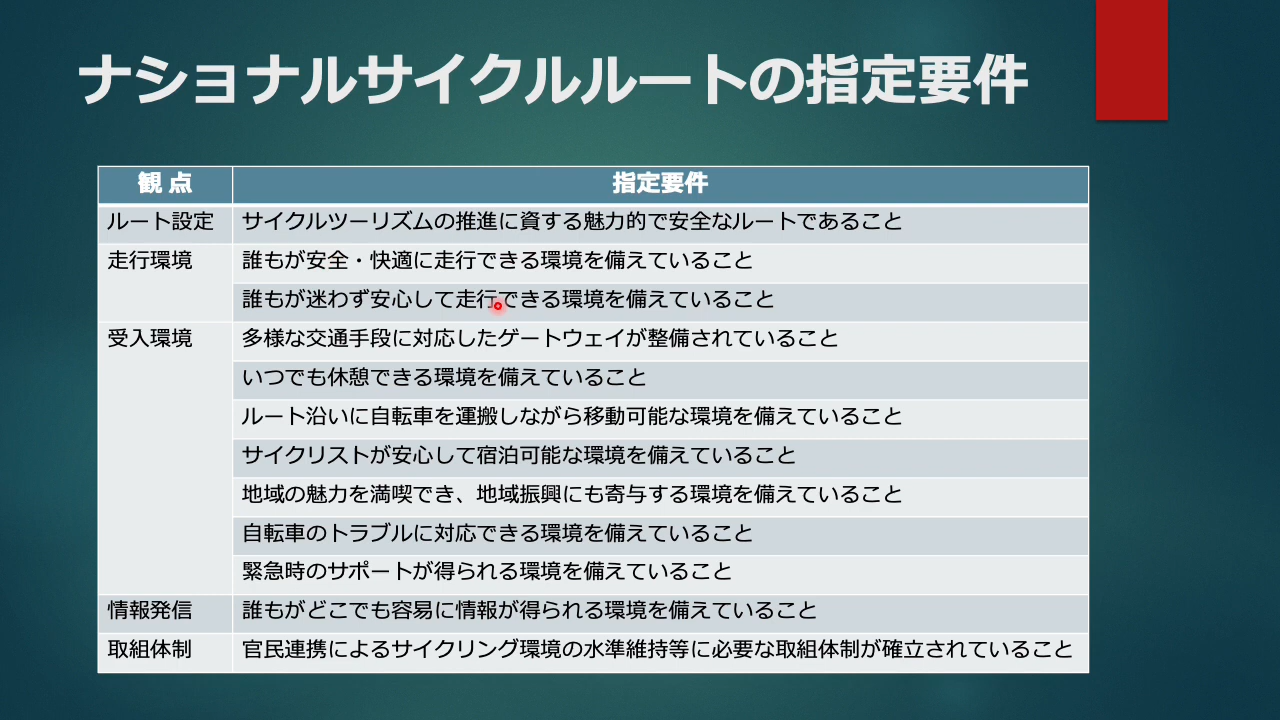 ナショナルサイクルルートの指定要件
観 点 指定要件
ルート設定 サイクルツーリズムの推進に資する魅力的で安全なルートであること
走行環境 誰もが安全・快適に走行できる環境を備えていること
誰もが迷わず安心して走行できる環境を備えていること
受入環境 多様な交通手段に対応したゲートウェイが整備されていること
いつでも休憩できる環境を備えていること
ルート沿いに自転車を運搬しながら移動可能な環境を備えていること
サイクリストが安心して宿泊可能な環境を備えていること
地域の魅力を満喫でき、地域振興にも寄与する環境を備えていること
自転車のトラブルに対応できる環境を備えていること
緊急時のサポートが得られる環境を備えていること
情報発信 誰もがどこでも容易に情報が得られる環境を備えていること
取組体制 官民連携によるサイクリング環境の水準維持等に必要な取組体制が確立されていること